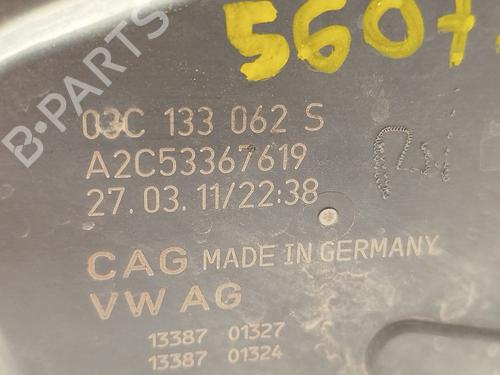 5607
03C 133 062 S
A2C53367619
27.03.11/22:38
CAG MADE IN GERMANY
VW AG
13387 01327
13387 01324
B-PARTS